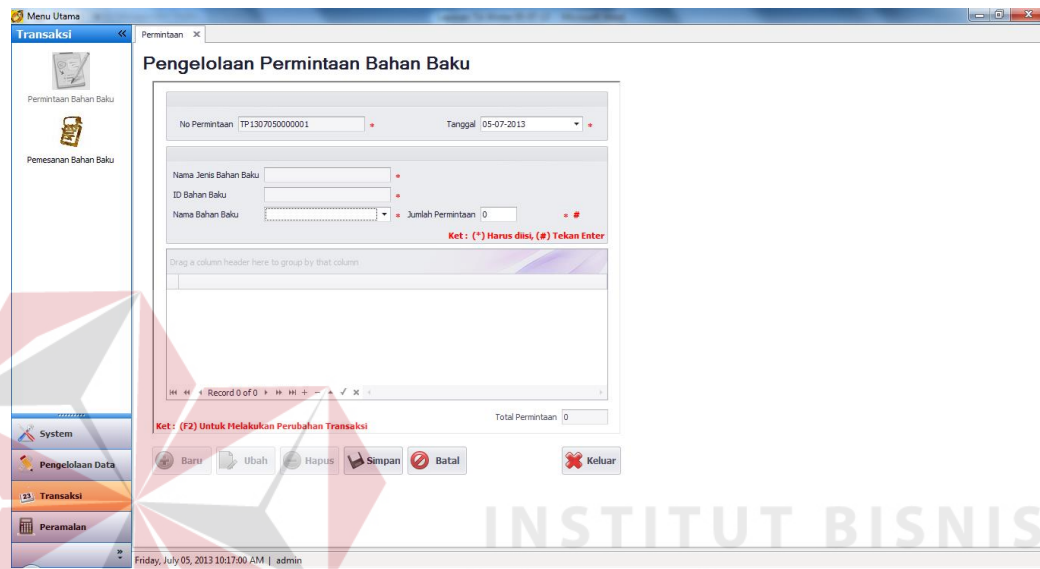 Menu Utama
Transaksi «
Permintaan Bahan Baku
Pemesanan Bahan Baku
System
Pengelolaan Data
23 Transaksi
Peramalan
»
Permintaan ×
Pengelolaan Permintaan Bahan Baku
No Permintaan TP1307050000001 * Tanggal 05-07-2013 *
Nama Jenis Bahan Baku *
ID Bahan Baku *
Nama Bahan Baku * Jumlah Permintaan 0 * #
Ket : (*) Harus diisi, (#) Tekan Enter
Drag a column header here to group by that column
Record 0 of 0
Total Permintaan 0
Ket : (F2) Untuk Melakukan Perubahan Transaksi
Baru Ubah Hapus Simpan Batal Keluar
INSTITUT BISNIS
Friday, July 05, 2013 10:17:00 AM | admin